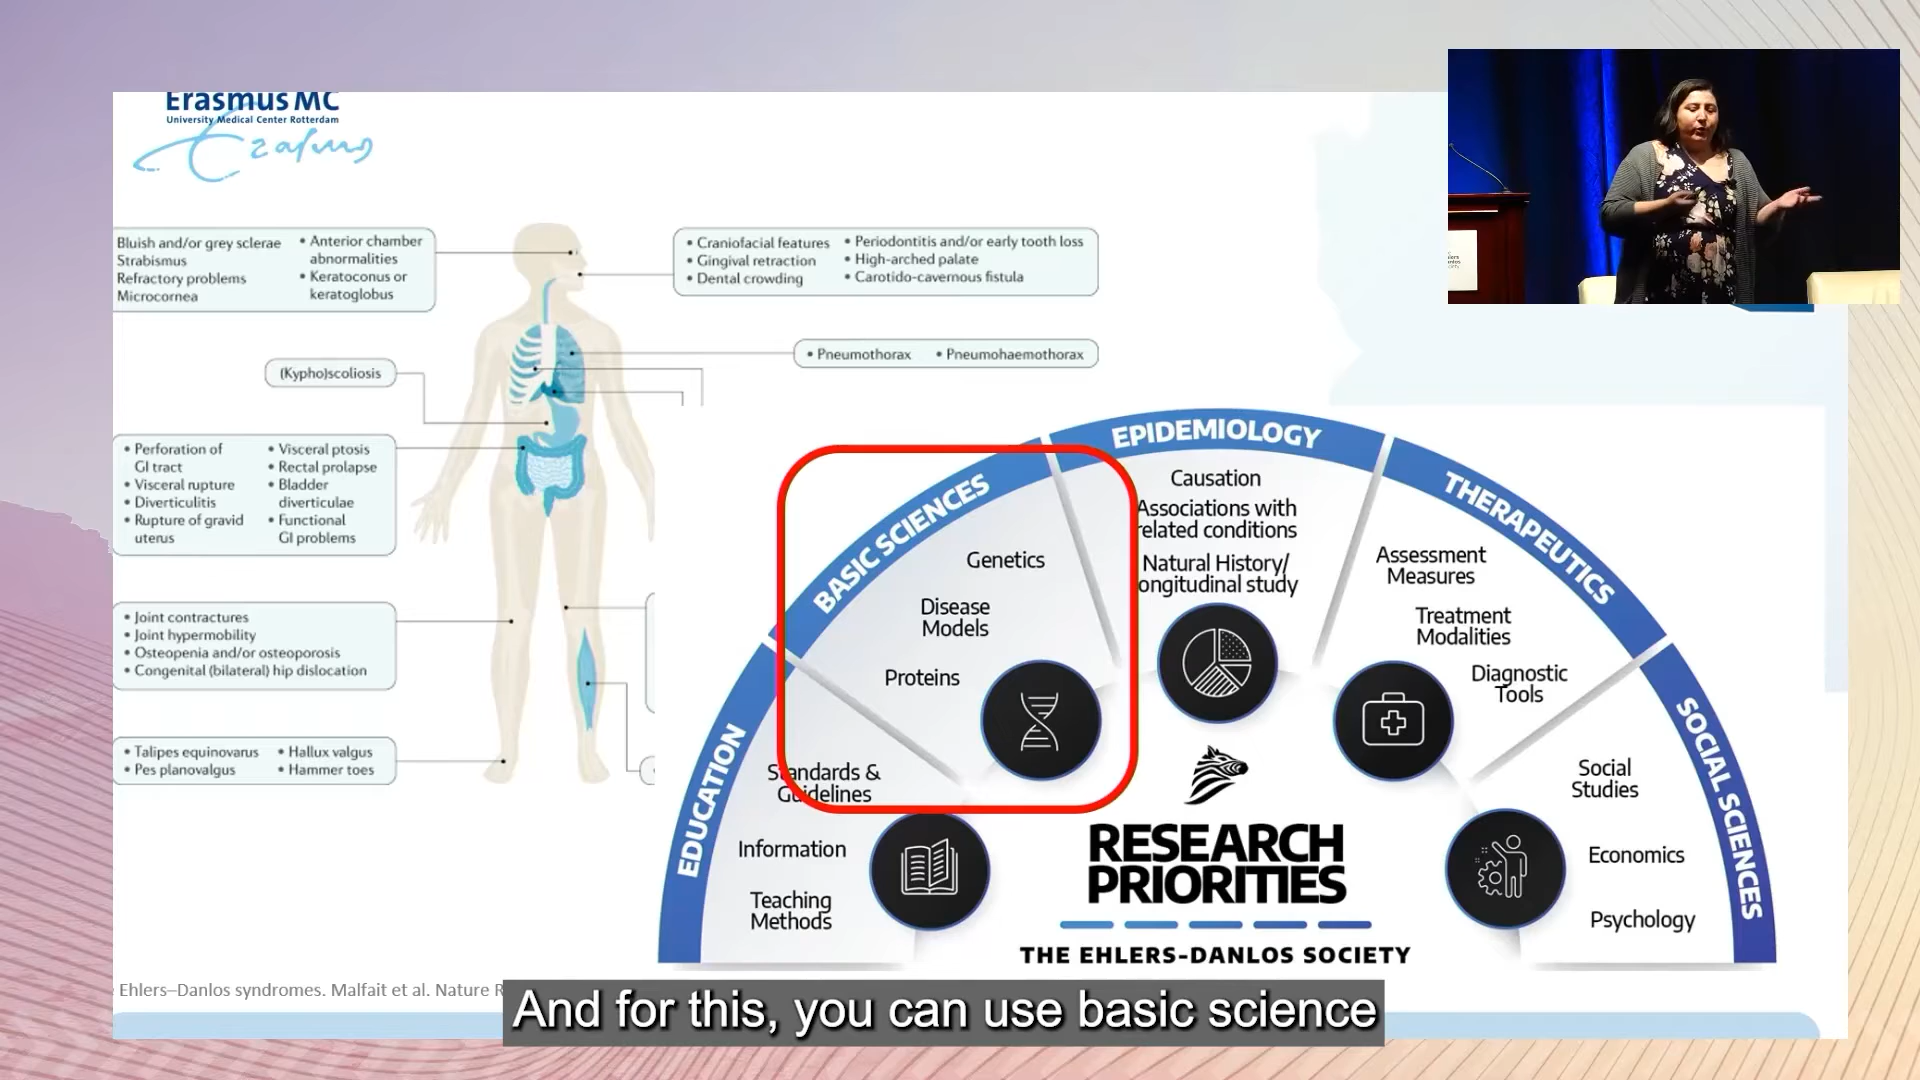 Erasmus MC
University Medical Center Rotterdam
Erasmus
Bluish and/or grey sclerae
Strabismus
Refractory problems
Microcornea
• Anterior chamber
abnormalities
• Keratoconus or
keratoglobus
• Craniofacial features
• Gingival retraction
• Dental crowding
• Periodontitis and/or early tooth loss
• High-arched palate
• Carotido-cavernous fistula
• Pneumothorax
• Pneumohaemothorax
(Kypho)scoliosis
• Perforation of
GI tract
• Visceral rupture
• Diverticulitis
• Rupture of gravid
uterus
• Visceral ptosis
• Rectal prolapse
• Bladder
diverticulae
• Functional
GI problems
• Joint contractures
• Joint hypermobility
• Osteopenia and/or osteoporosis
• Congenital (bilateral) hip dislocation
• Talipes equinovarus
• Pes planovalgus
• Hallux valgus
• Hammer toes
EDUCATION
Standards &
Guidelines
Information
Teaching
Methods
BASIC SCIENCES
Genetics
Disease
Models
Proteins
EPIDEMIOLOGY
Causation
Associations with
related conditions
Natural History/
ongitudinal study
THERAPEUTICS
Assessment
Measures
Treatment
Modalities
Diagnostic
Tools
SOCIAL SCIENCES
Social
Studies
Economics
Psychology
RESEARCH
PRIORITIES
THE EHLERS-DANLOS SOCIETY
Ehlers–Danlos syndromes. Malfait et al. Nature R
And for this, you can use basic science